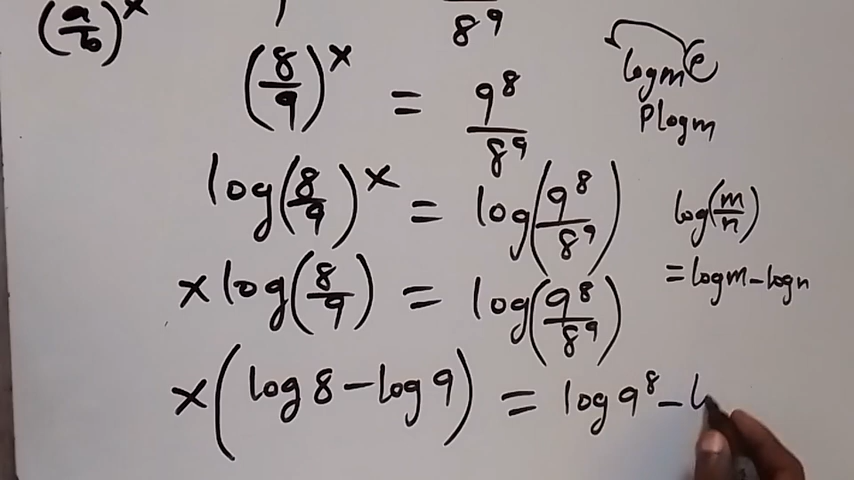 (a/b)^x
8^9
(8/9)^x = 9^8/8^9
log m^p
P log m
log(8/9)^x = log(9^8/8^9)
log(m/n)
= log m - log n
x log(8/9) = log(9^8/8^9)
x(log 8 - log 9) = log 9^8 -